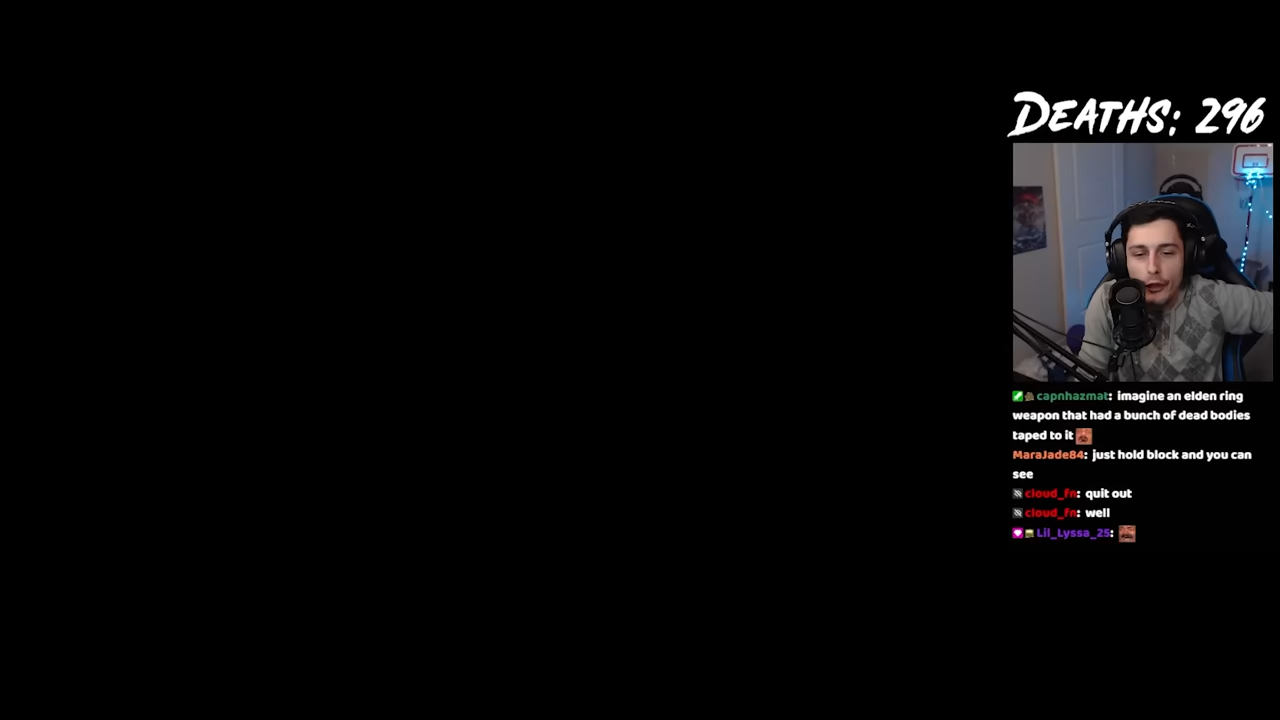 DEATHS: 296
capnhazmat: imagine an elden ring
weapon that had a bunch of dead bodies
taped to it
MaraJade84: just hold block and you can
see
cloud_fn: quit out
cloud_fn: well
Lil_Lyssa_25: